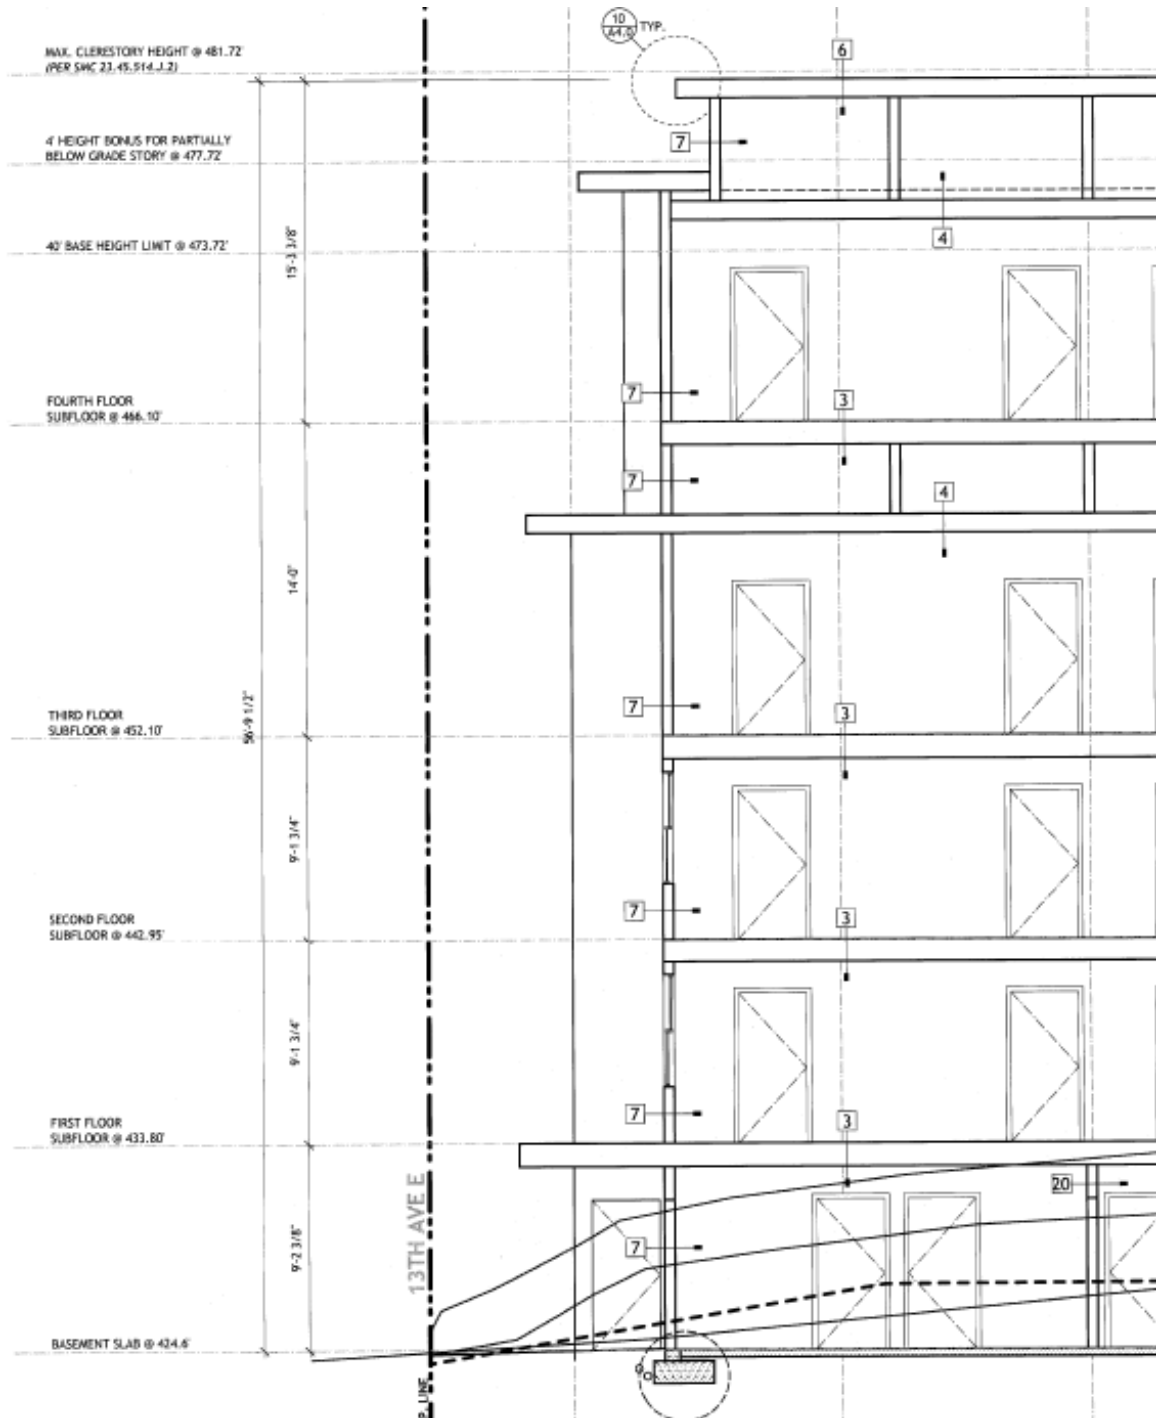 10
A4.0
TYP.
MAX. CLERESTORY HEIGHT @ 481.72'
(PER SMC 23.45.514.J.2)
6
4' HEIGHT BONUS FOR PARTIALLY
BELOW GRADE STORY @ 477.72'
7
40' BASE HEIGHT LIMIT @ 473.72'
4
15'-3 3/8"
FOURTH FLOOR
SUBFLOOR @ 466.10'
7
3
7
4
14'-0"
56'-9 1/2"
THIRD FLOOR
SUBFLOOR @ 452.10'
7
3
9'-1 3/4"
SECOND FLOOR
SUBFLOOR @ 442.95'
7
3
9'-1 3/4"
FIRST FLOOR
SUBFLOOR @ 433.80'
7
3
20
13TH AVE E
7
9'-2 3/8"
BASEMENT SLAB @ 424.6'
P. LINE